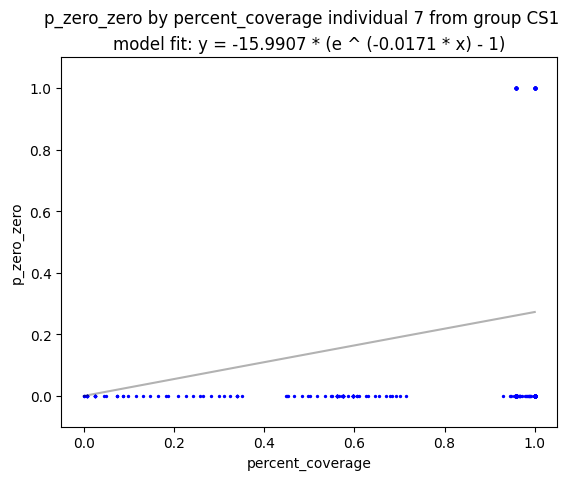 p_zero_zero by percent_coverage individual 7 from group CS1
model fit: y = -15.9907 * (e ^ (-0.0171 * x) - 1)
1.0
0.8
0.6
0.4
0.2
0.0
p_zero_zero
0.0 0.2 0.4 0.6 0.8 1.0
percent_coverage